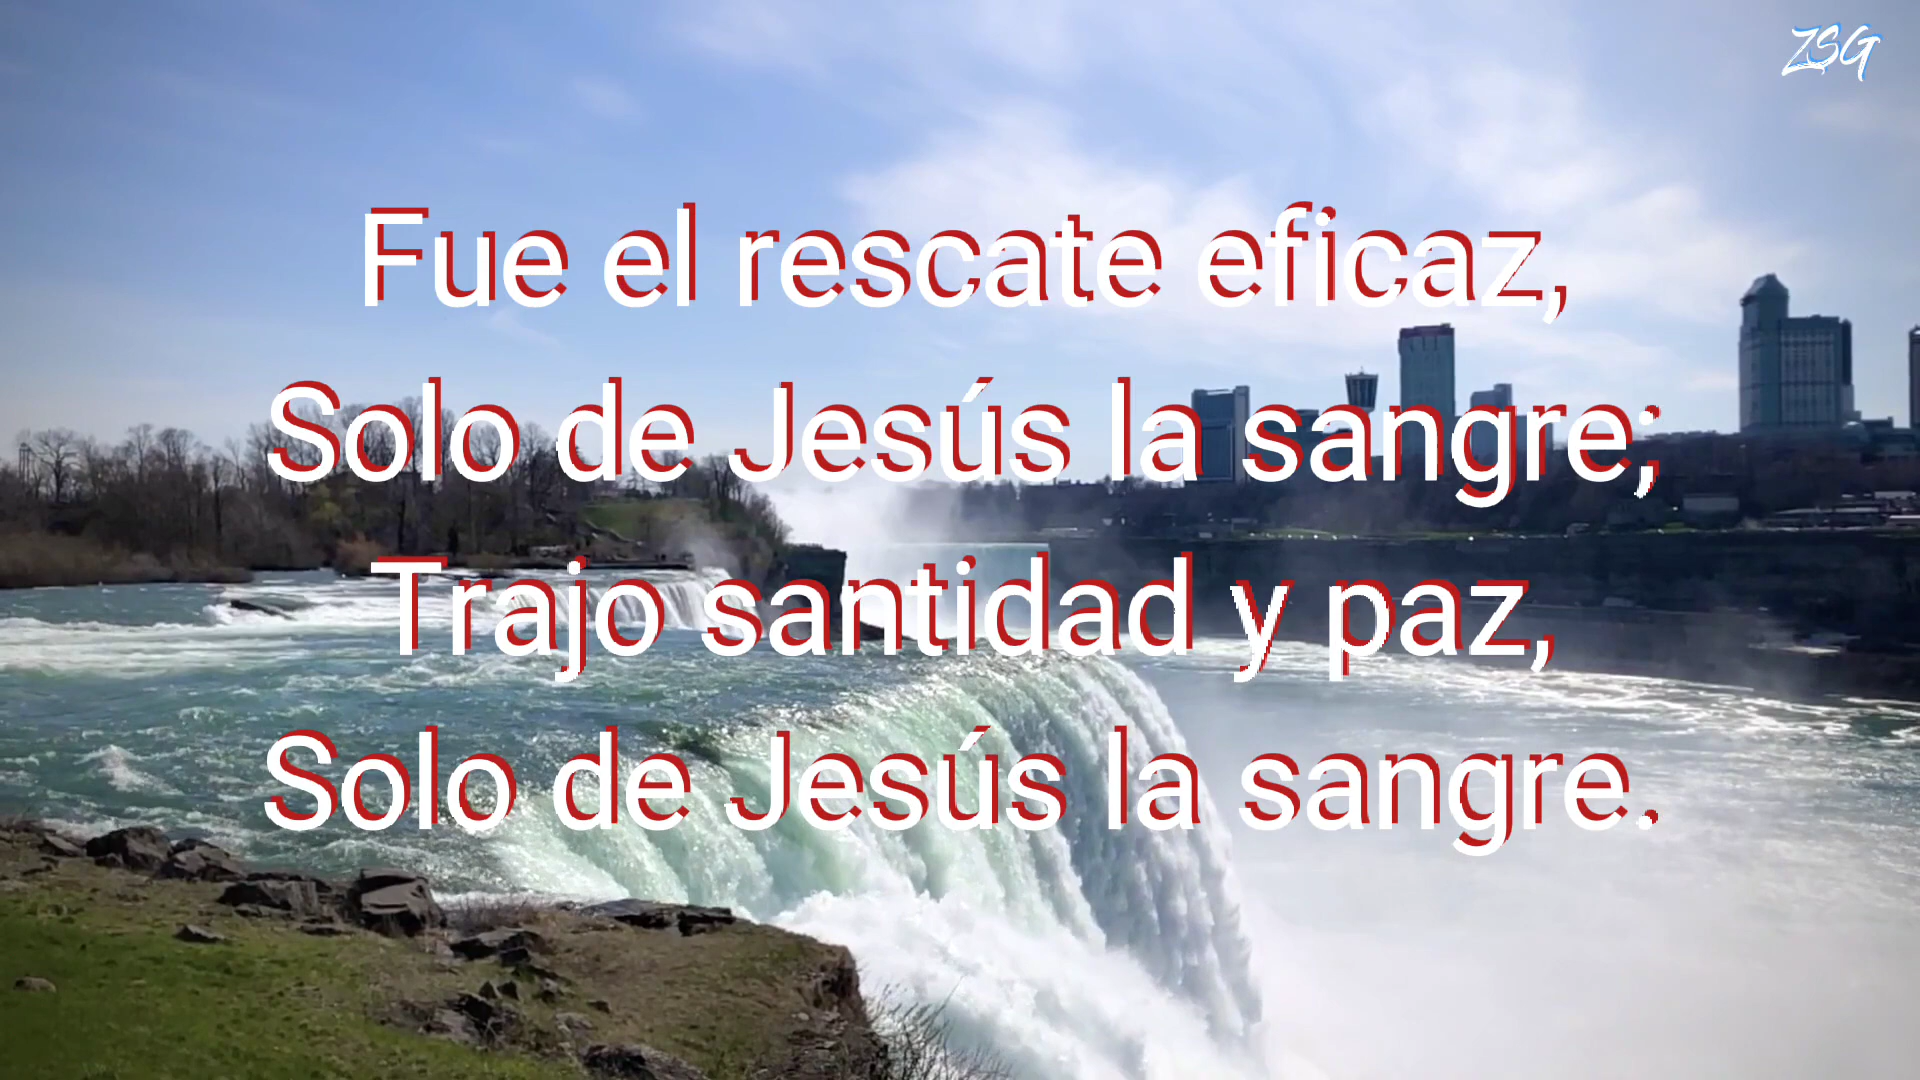 ZSG
Fue el rescate eficaz,
Solo de Jesús la sangre;
Trajo santidad y paz,
Solo de Jesús la sangre.